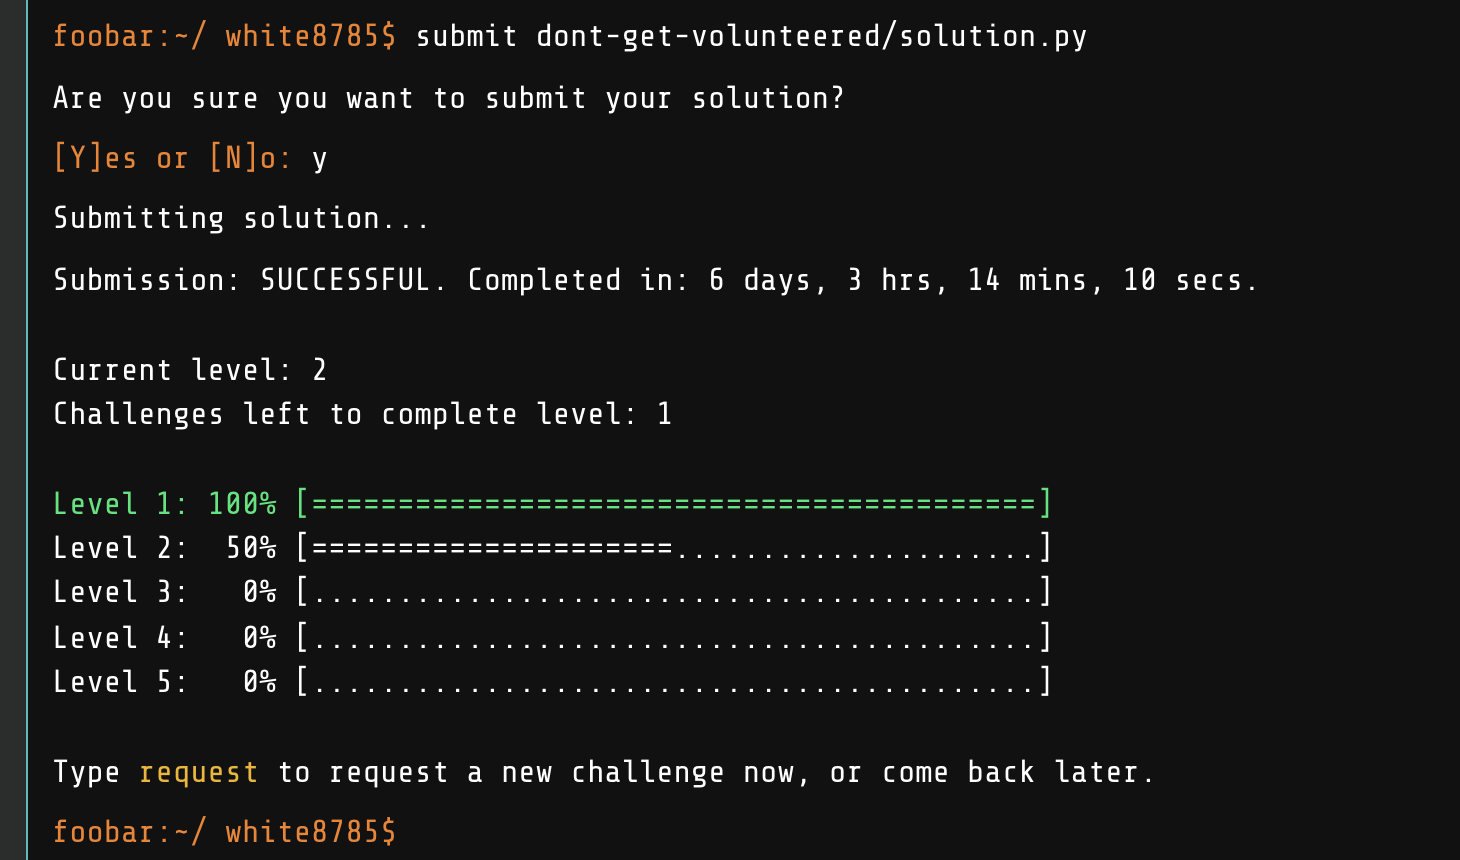 foobar:~/ white8785$ submit dont-get-volunteered/solution.py
Are you sure you want to submit your solution?
[Y]es or [N]o: y
Submitting solution...
Submission: SUCCESSFUL. Completed in: 6 days, 3 hrs, 14 mins, 10 secs.
Current level: 2
Challenges left to complete level: 1
Level 1: 100% [==========================================]
Level 2:  50% [=====================.....................]
Level 3:   0% [..........................................]
Level 4:   0% [..........................................]
Level 5:   0% [..........................................]
Type request to request a new challenge now, or come back later.
foobar:~/ white8785$